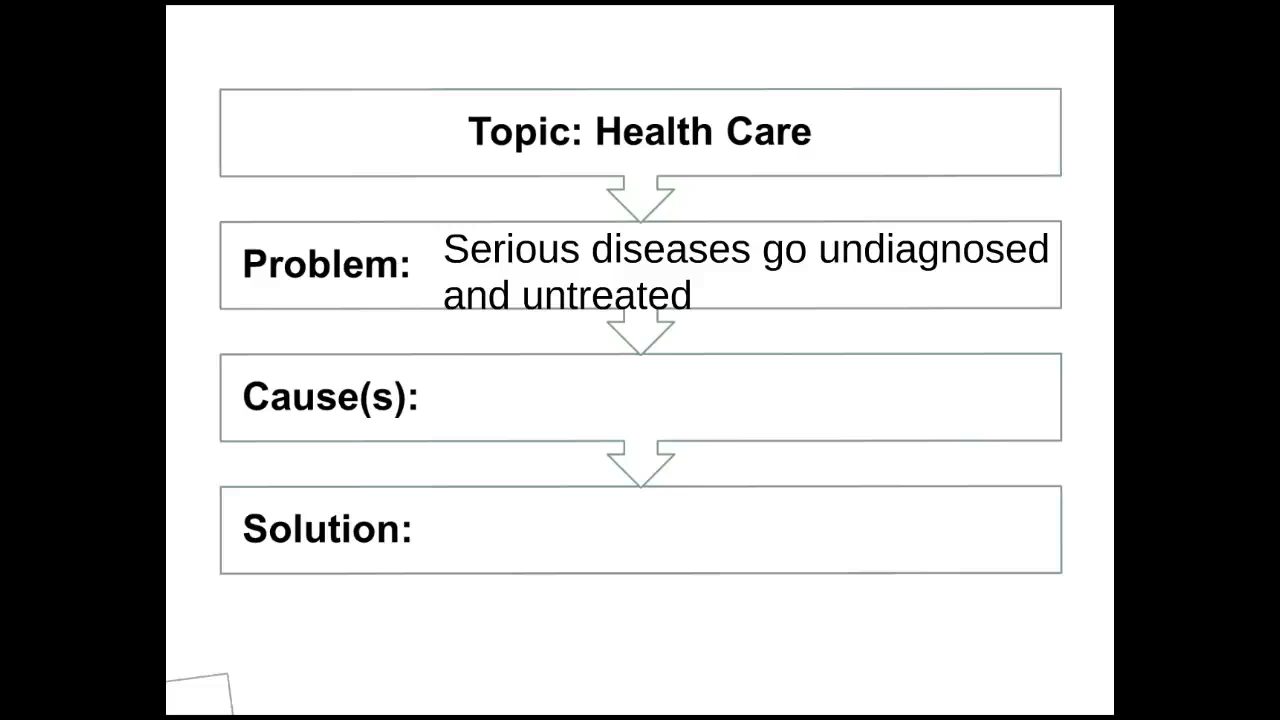 Topic: Health Care
Problem: Serious diseases go undiagnosed
and untreated
Cause(s):
Solution: